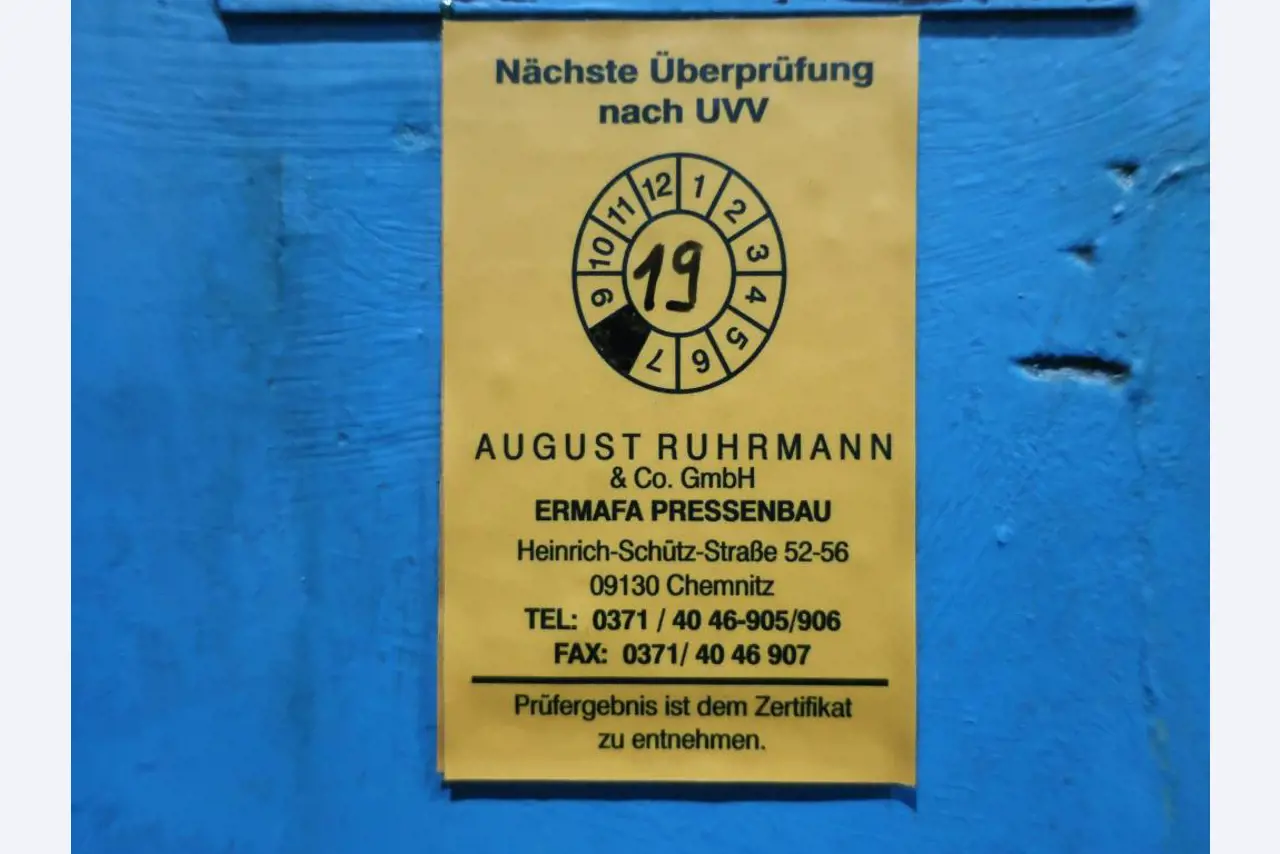 Nächste Überprüfung
nach UVV
12 1
11 2
10 3
19
9 4
5
7 6
AUGUST RUHRMANN
& Co. GmbH
ERMAFA PRESSENBAU
Heinrich-Schütz-Straße 52-56
09130 Chemnitz
TEL: 0371 / 40 46-905/906
FAX: 0371/ 40 46 907
Prüfergebnis ist dem Zertifikat
zu entnehmen.